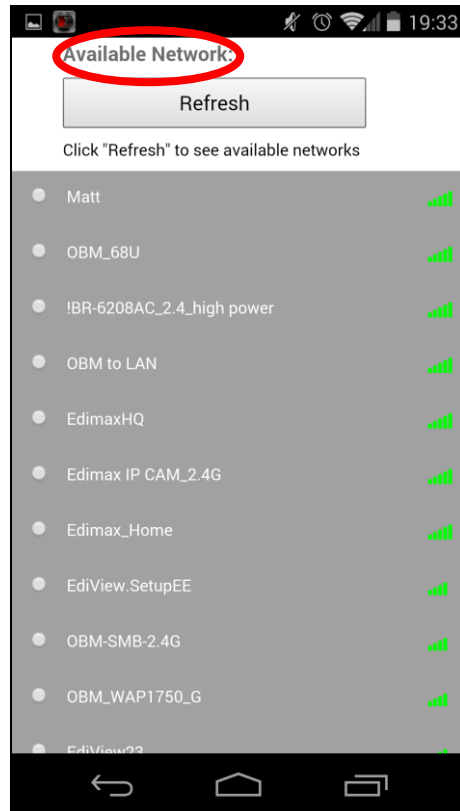 19:33
Available Network:
Refresh
Click "Refresh" to see available networks
Matt
OBM_68U
!BR-6208AC_2.4_high power
OBM to LAN
EdimaxHQ
Edimax IP CAM_2.4G
Edimax_Home
EdiView.SetupEE
OBM-SMB-2.4G
OBM_WAP1750_G
EdiView23